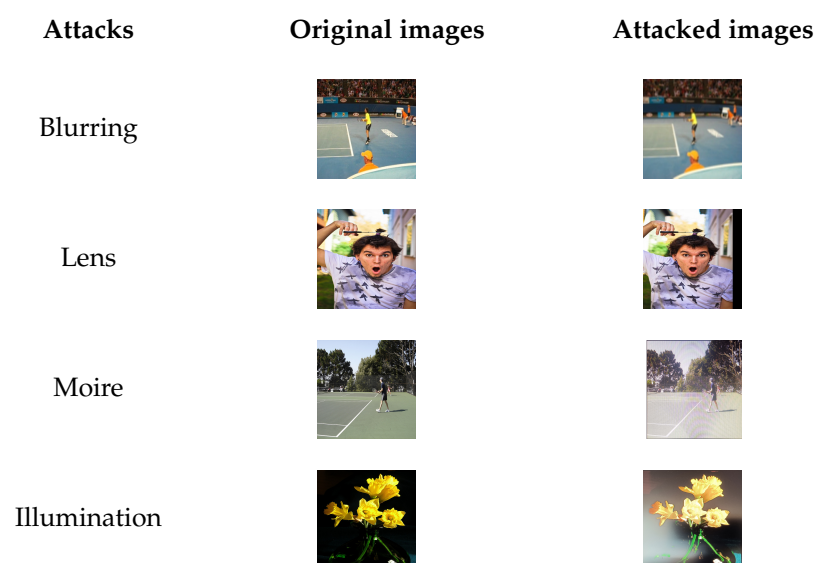 Attacks Original images Attacked images
Blurring
Lens
Moire
Illumination